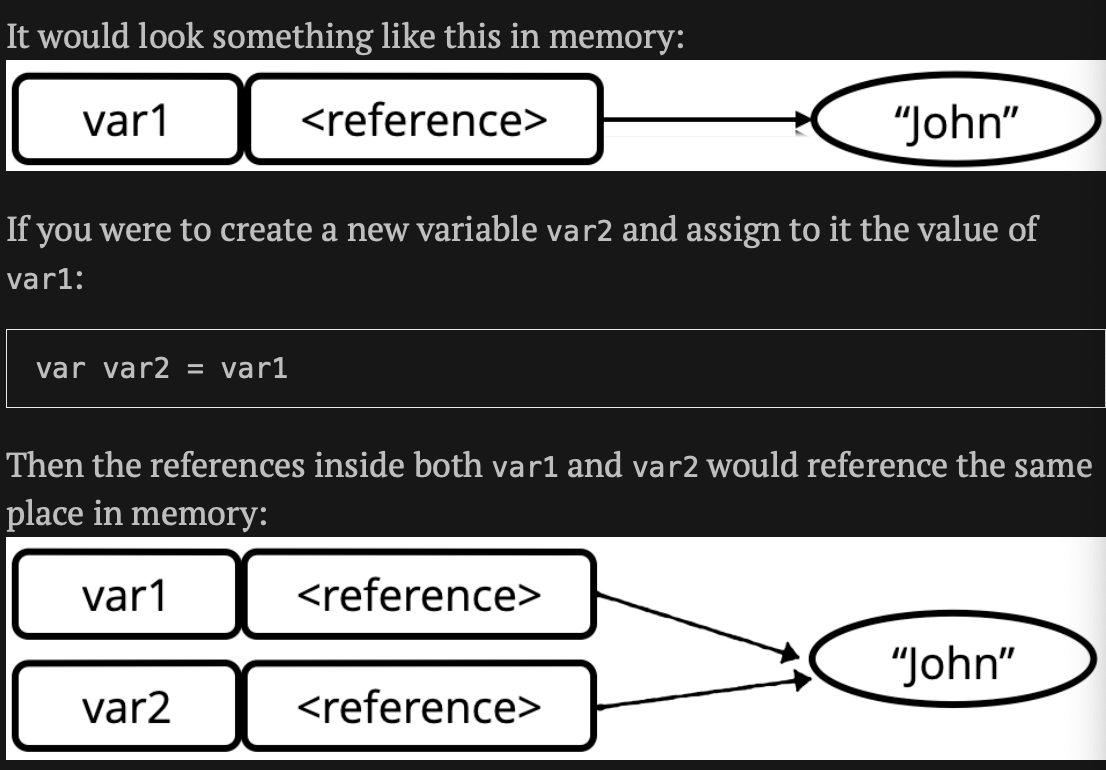 It would look something like this in memory:
var1 <reference> “John”
If you were to create a new variable var2 and assign to it the value of
var1:
var var2 = var1
Then the references inside both var1 and var2 would reference the same
place in memory:
var1 <reference>
“John”
var2 <reference>